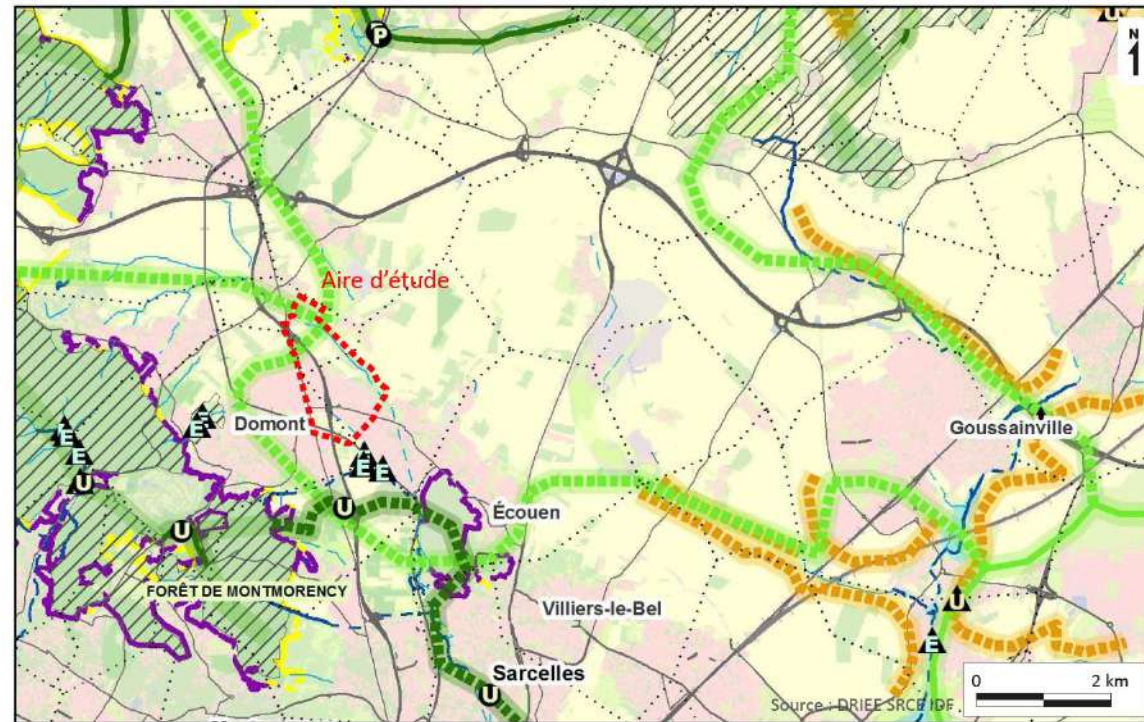 U
N
P
Aire d'étude
E
E
Domont
Goussainville
E
E
E
E
U
U
Écouen
U
FORÊT DE MONTMORENCY
U
Villiers-le-Bel
E
Sarcelles
U
0 2 km
Source : DRIEE SRCE IDF